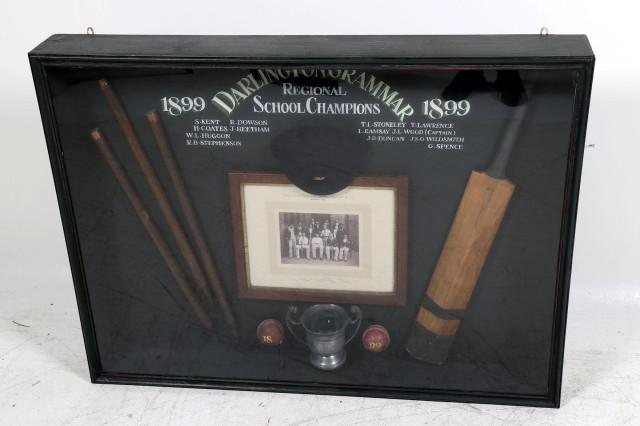 DARLINGTON GRAMMAR
REGIONAL
1899 SCHOOL CHAMPIONS 1899
S·KENT R·DOWSON
H·COATES J·BEETHAM
W·L·HUGGON
R·D·STEPHENSON
T·L·STONELEY T·LAWRENCE
L·RAMSAY J·L·WOOD (CAPTAIN)
J·D·DUNCAN J·S·O·WILDSMITH
G·SPENCE
18
99